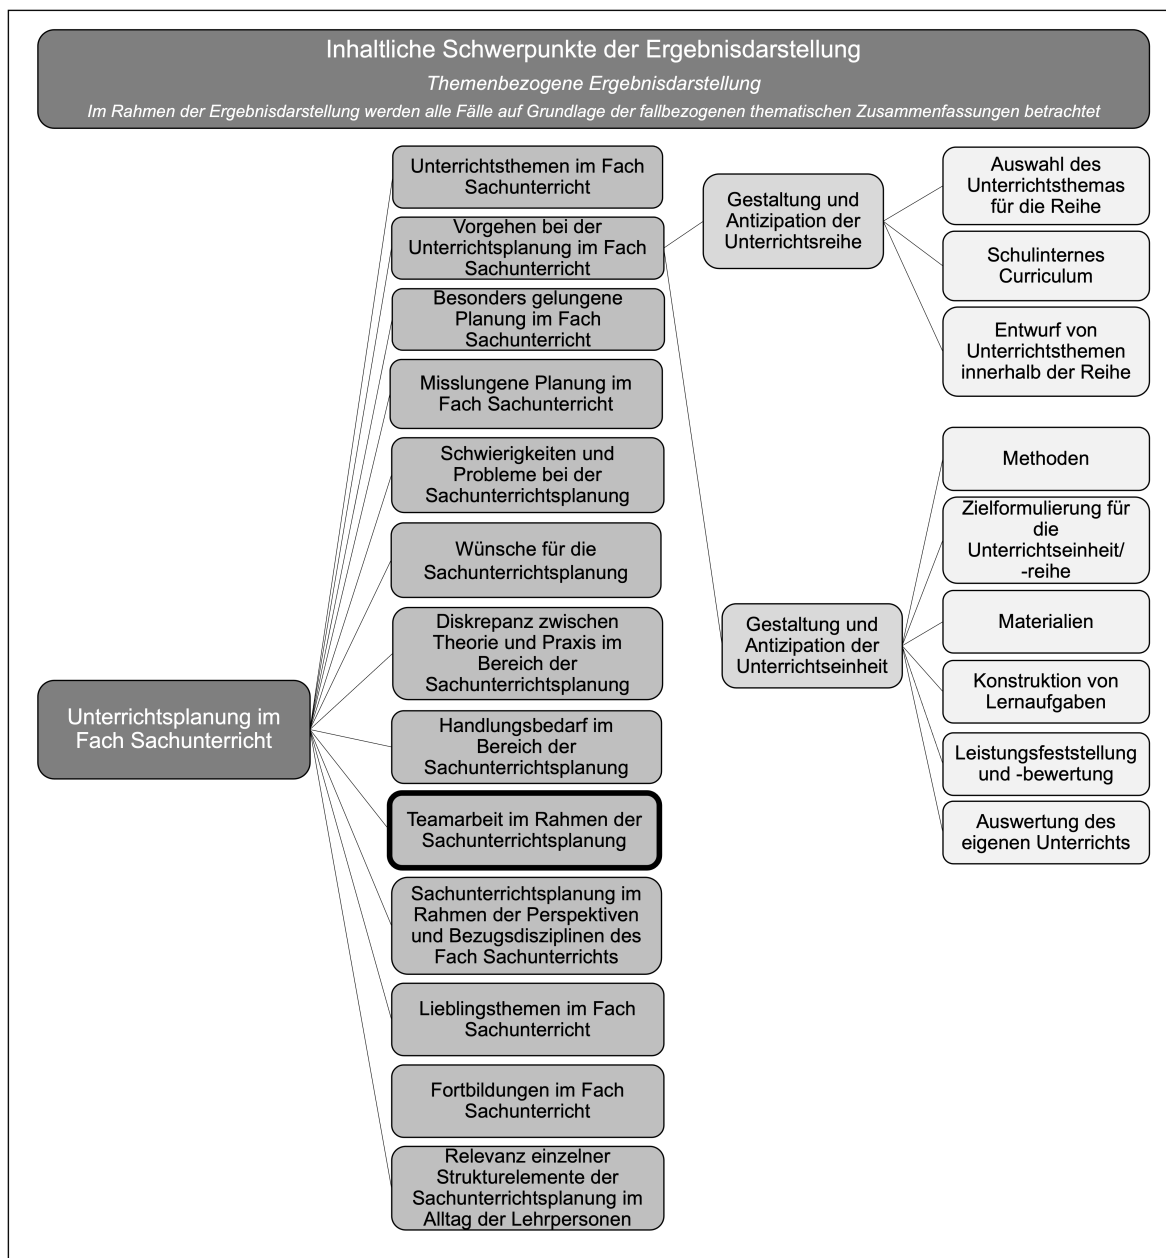 Inhaltliche Schwerpunkte der Ergebnisdarstellung
Themenbezogene Ergebnisdarstellung
Im Rahmen der Ergebnisdarstellung werden alle Fälle auf Grundlage der fallbezogenen thematischen Zusammenfassungen betrachtet
Unterrichtsplanung im
Fach Sachunterricht
Unterrichtsthemen im Fach
Sachunterricht
Vorgehen bei der
Unterrichtsplanung im Fach
Sachunterricht
Besonders gelungene
Planung im Fach
Sachunterricht
Misslungene Planung im
Fach Sachunterricht
Schwierigkeiten und
Probleme bei der
Sachunterrichtsplanung
Wünsche für die
Sachunterrichtsplanung
Diskrepanz zwischen
Theorie und Praxis im
Bereich der
Sachunterrichtsplanung
Handlungsbedarf im
Bereich der
Sachunterrichtsplanung
Teamarbeit im Rahmen der
Sachunterrichtsplanung
Sachunterrichtsplanung im
Rahmen der Perspektiven
und Bezugsdisziplinen des
Fach Sachunterrichts
Lieblingsthemen im Fach
Sachunterricht
Fortbildungen im Fach
Sachunterricht
Relevanz einzelner
Strukturelemente der
Sachunterrichtsplanung im
Alltag der Lehrpersonen
Gestaltung und
Antizipation der
Unterrichtsreihe
Auswahl des
Unterrichtsthemas
für die Reihe
Schulinternes
Curriculum
Entwurf von
Unterrichtsthemen
innerhalb der Reihe
Gestaltung und
Antizipation der
Unterrichtseinheit
Methoden
Zielformulierung für
die
Unterrichtseinheit/
-reihe
Materialien
Konstruktion von
Lernaufgaben
Leistungsfeststellung
und -bewertung
Auswertung des
eigenen Unterrichts